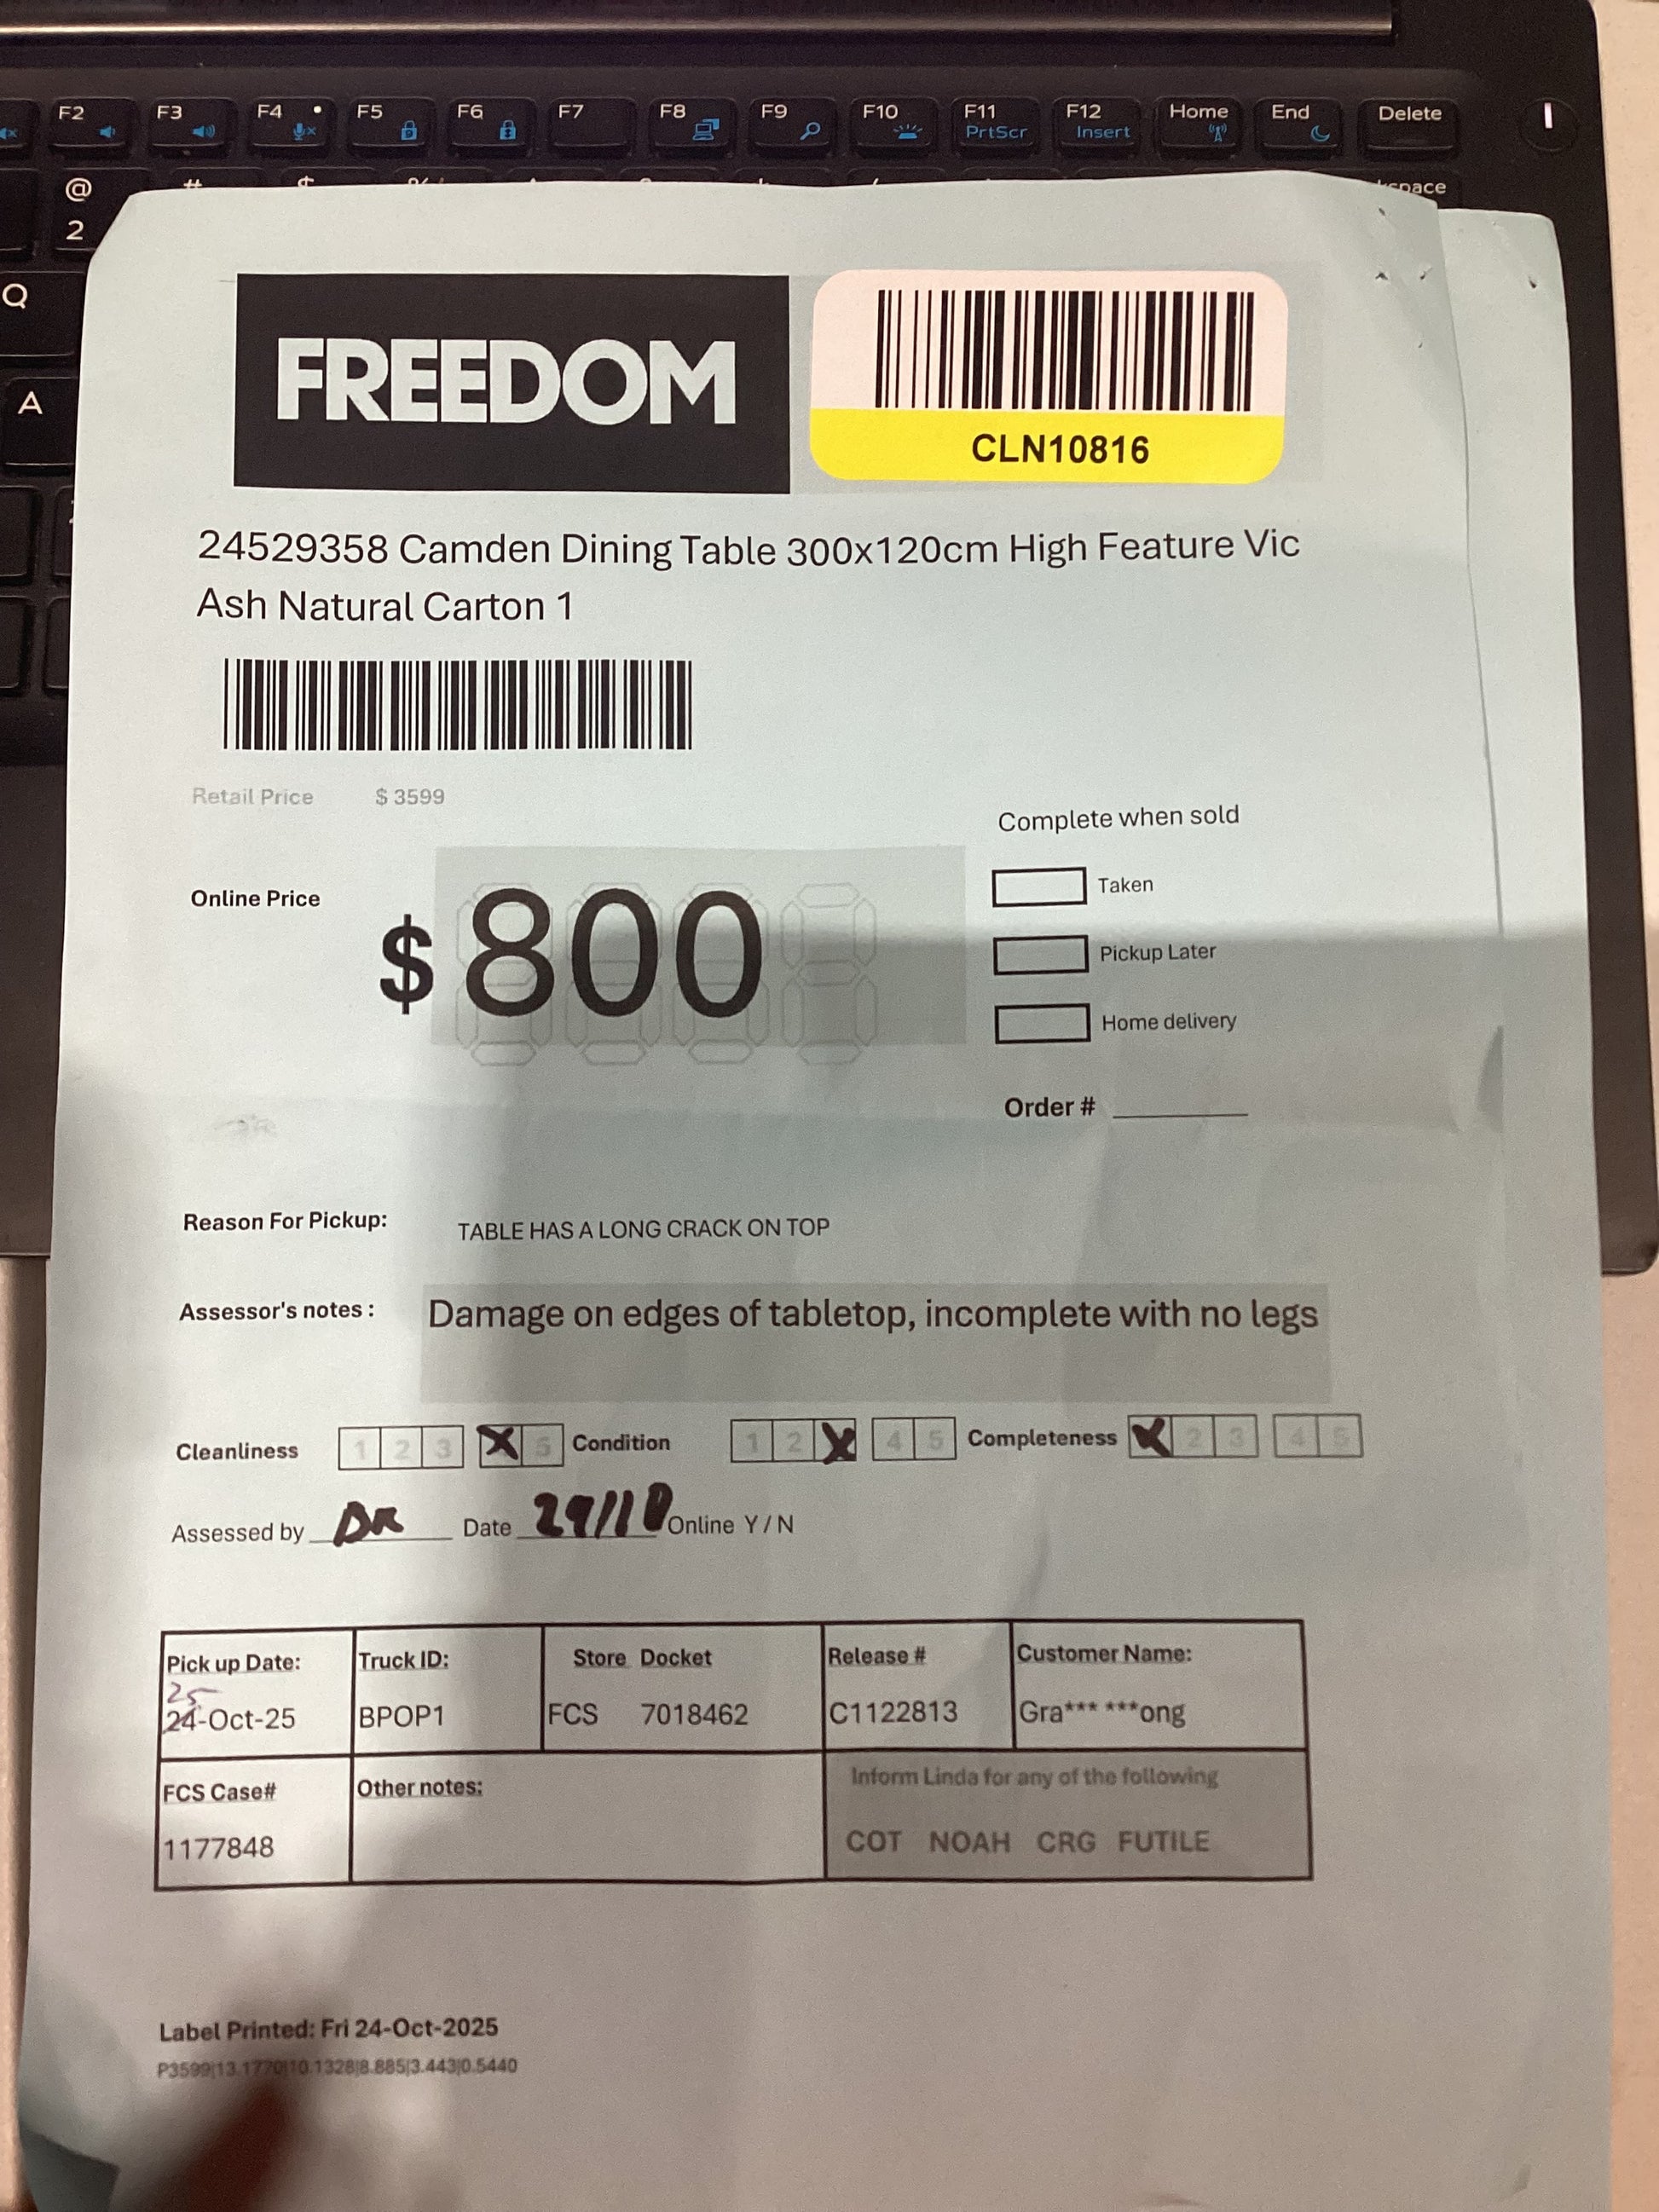 F2 F3 F4 F5 F6 F7 F8 F9 F10 F11 F12 Home End Delete
PrtScr Insert
@
2
Q
A
FREEDOM
CLN10816
24529358 Camden Dining Table 300x120cm High Feature Vic
Ash Natural Carton 1
Retail Price $ 3599
Complete when sold
Online Price $ 800
Taken
Pickup Later
Home delivery
Order #
Reason For Pickup: TABLE HAS A LONG CRACK ON TOP
Assessor's notes : Damage on edges of tabletop, incomplete with no legs
Cleanliness 1 2 3 X 5 Condition 1 2 X 4 5 Completeness X 2 3 4 5
Assessed by DR Date 29/10 Online Y / N
Pick up Date: Truck ID: Store Docket Release # Customer Name:
25
24-Oct-25 BPOP1 FCS 7018462 C1122813 Gra*** ***ong
FCS Case# Other notes: Inform Linda for any of the following
1177848 COT NOAH CRG FUTILE
Label Printed: Fri 24-Oct-2025
P3599|13.1770|10.1328|8.885|3.443|0.5440